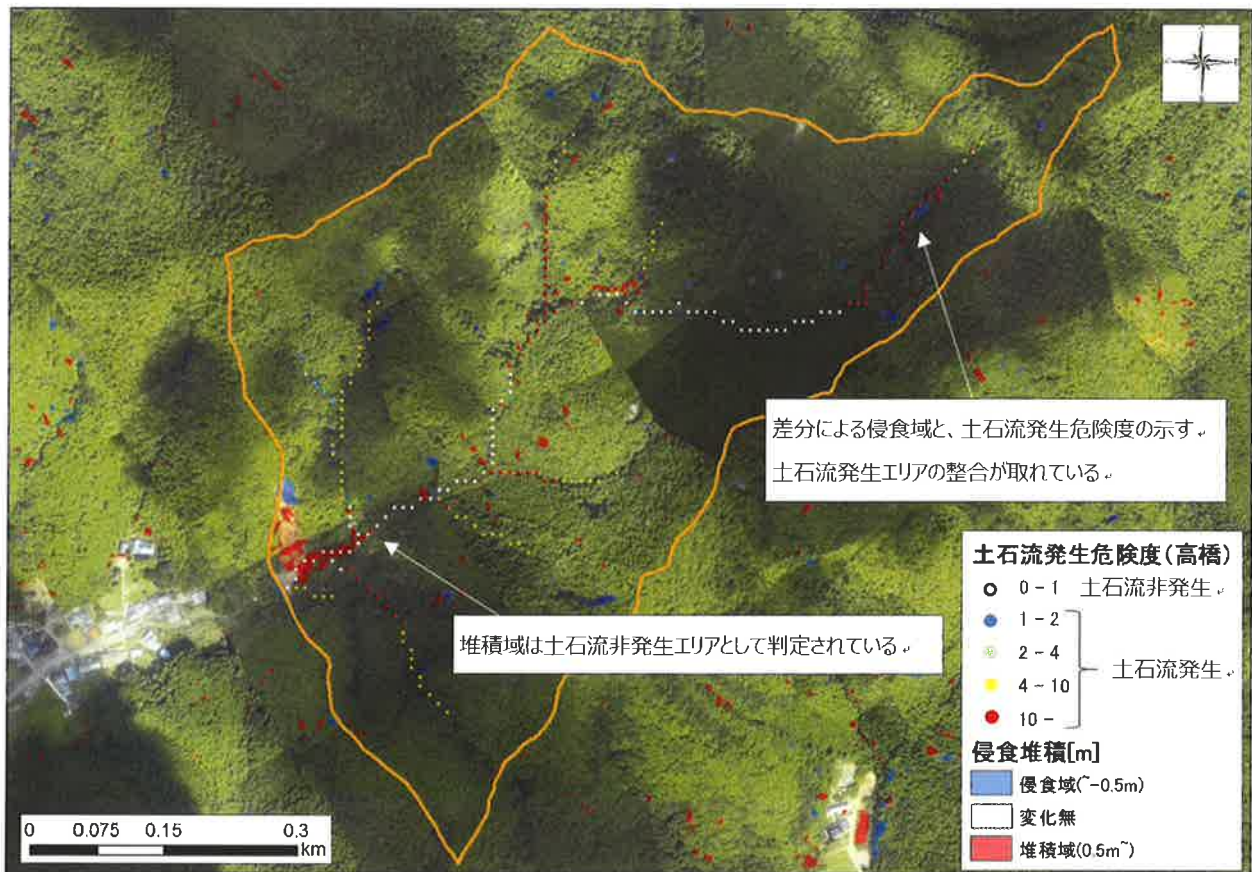 差分による侵食域と、土石流発生危険度の示す
土石流発生エリアの整合が取れている
堆積域は土石流非発生エリアとして判定されている
土石流発生危険度(高橋)
0 - 1 土石流非発生
1 - 2
2 - 4
4 - 10
10 -
土石流発生
侵食堆積[m]
侵食域(~-0.5m)
変化無
堆積域(0.5m~)
0 0.075 0.15 0.3
km